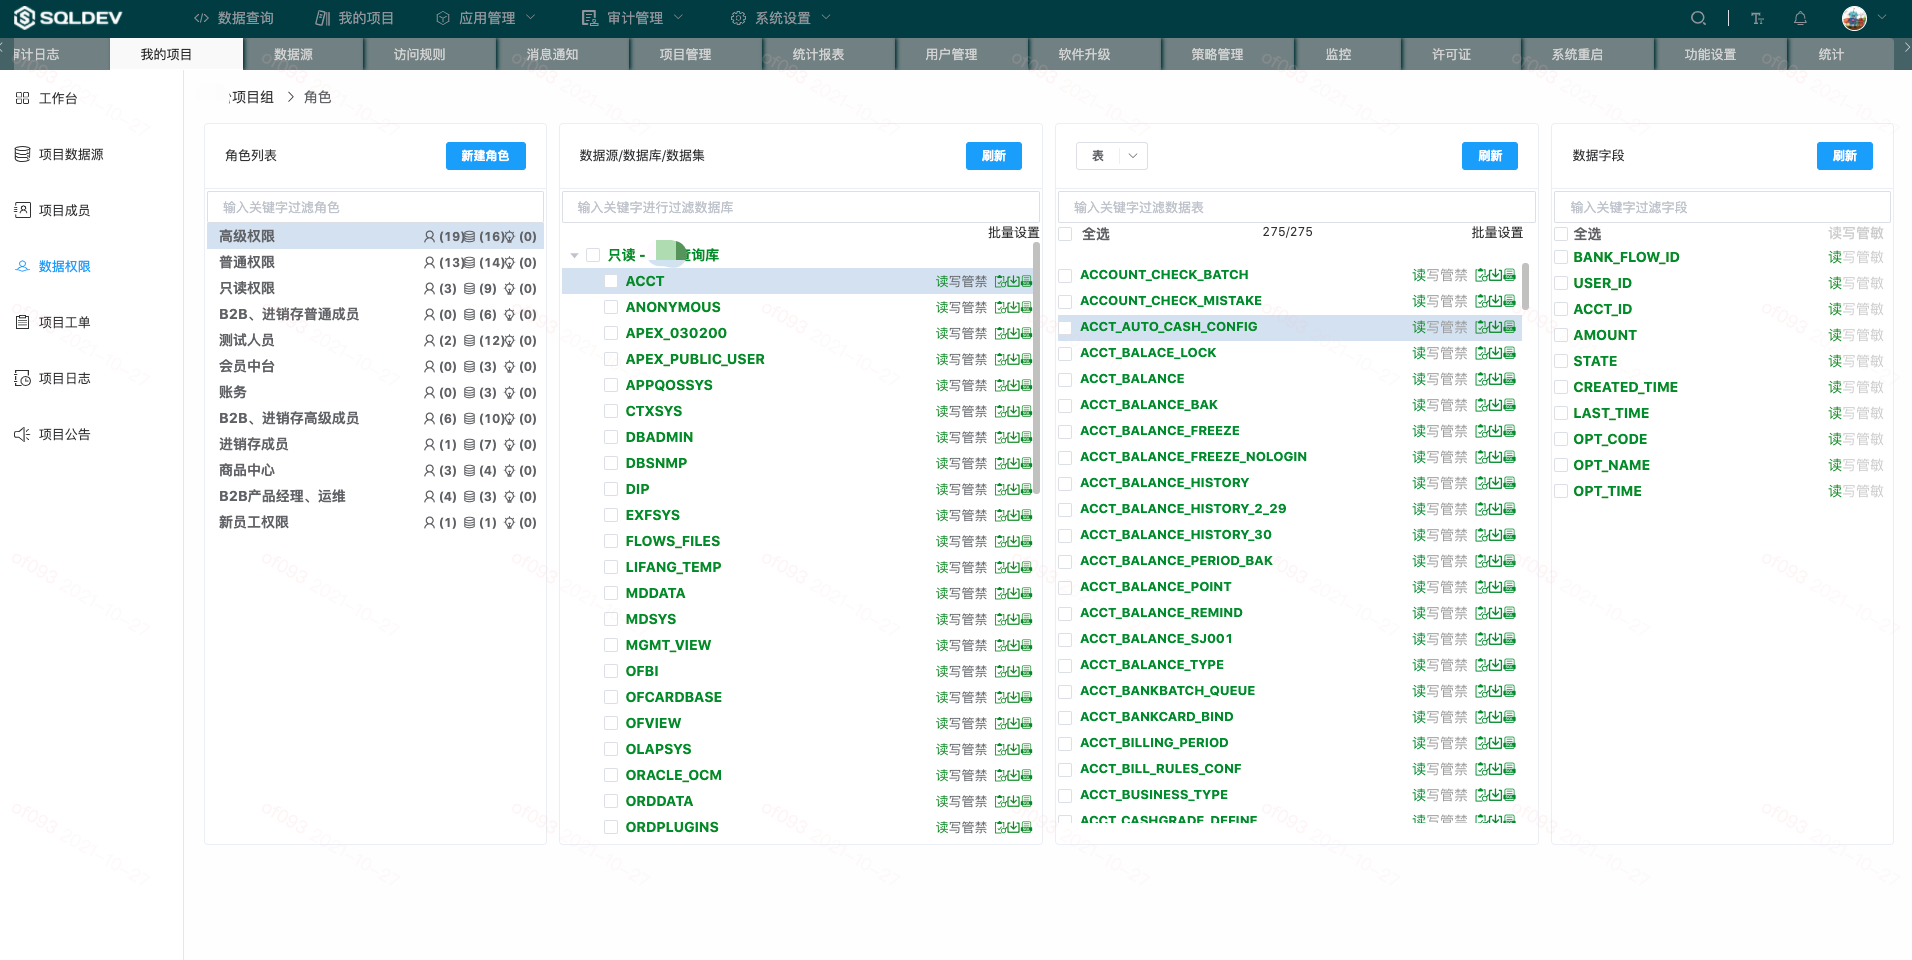 SQLDEV
数据查询
我的项目
应用管理
审计管理
系统设置
计日志
我的项目
数据源
访问规则
消息通知
项目管理
统计报表
用户管理
软件升级
策略管理
监控
许可证
系统重启
功能设置
统计
工作台
项目数据源
项目成员
数据权限
项目工单
项目日志
项目公告
项目组 > 角色
角色列表
新建角色
输入关键字过滤角色
高级权限 (19) (16) (0)
普通权限 (13) (14) (0)
只读权限 (3) (9) (0)
B2B、进销存普通成员 (0) (6) (0)
测试人员 (2) (12) (0)
会员中台 (0) (3) (0)
账务 (0) (3) (0)
B2B、进销存高级成员 (6) (10) (0)
进销存成员 (1) (7) (0)
商品中心 (3) (4) (0)
B2B产品经理、运维 (4) (3) (0)
新员工权限 (1) (1) (0)
数据源/数据库/数据集
刷新
输入关键字进行过滤数据库
批量设置
只读 - 查询库
ACCT 读写管禁
ANONYMOUS 读写管禁
APEX_030200 读写管禁
APEX_PUBLIC_USER 读写管禁
APPQOSSYS 读写管禁
CTXSYS 读写管禁
DBADMIN 读写管禁
DBSNMP 读写管禁
DIP 读写管禁
EXFSYS 读写管禁
FLOWS_FILES 读写管禁
LIFANG_TEMP 读写管禁
MDDATA 读写管禁
MDSYS 读写管禁
MGMT_VIEW 读写管禁
OFBI 读写管禁
OFCARDBASE 读写管禁
OFVIEW 读写管禁
OLAPSYS 读写管禁
ORACLE_OCM 读写管禁
ORDDATA 读写管禁
ORDPLUGINS 读写管禁
表
刷新
输入关键字过滤数据表
全选 275/275 批量设置
ACCOUNT_CHECK_BATCH 读写管禁
ACCOUNT_CHECK_MISTAKE 读写管禁
ACCT_AUTO_CASH_CONFIG 读写管禁
ACCT_BALACE_LOCK 读写管禁
ACCT_BALANCE 读写管禁
ACCT_BALANCE_BAK 读写管禁
ACCT_BALANCE_FREEZE 读写管禁
ACCT_BALANCE_FREEZE_NOLOGIN 读写管禁
ACCT_BALANCE_HISTORY 读写管禁
ACCT_BALANCE_HISTORY_2_29 读写管禁
ACCT_BALANCE_HISTORY_30 读写管禁
ACCT_BALANCE_PERIOD_BAK 读写管禁
ACCT_BALANCE_POINT 读写管禁
ACCT_BALANCE_REMIND 读写管禁
ACCT_BALANCE_SJ001 读写管禁
ACCT_BALANCE_TYPE 读写管禁
ACCT_BANKBATCH_QUEUE 读写管禁
ACCT_BANKCARD_BIND 读写管禁
ACCT_BILLING_PERIOD 读写管禁
ACCT_BILL_RULES_CONF 读写管禁
ACCT_BUSINESS_TYPE 读写管禁
ACCT_CASHGRADE_DEFINE 读写管禁
数据字段
刷新
输入关键字过滤字段
全选 读写管敏
BANK_FLOW_ID 读写管敏
USER_ID 读写管敏
ACCT_ID 读写管敏
AMOUNT 读写管敏
STATE 读写管敏
CREATED_TIME 读写管敏
LAST_TIME 读写管敏
OPT_CODE 读写管敏
OPT_NAME 读写管敏
OPT_TIME 读写管敏
of093 2021-10-27